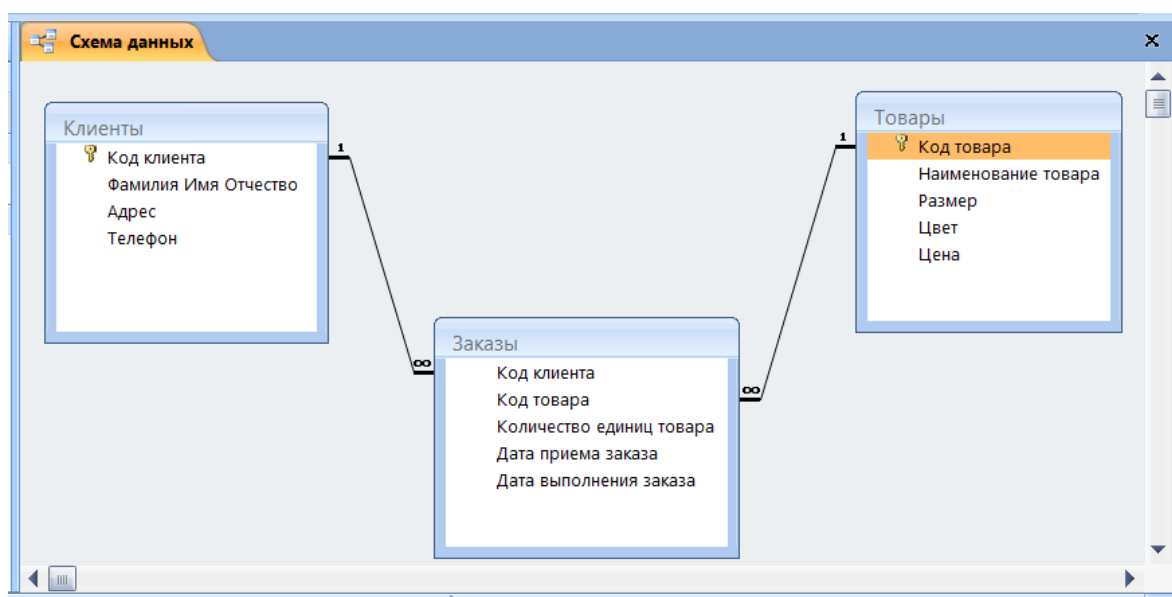 Схема данных
Клиенты
Код клиента
Фамилия Имя Отчество
Адрес
Телефон
1
∞
Заказы
Код клиента
Код товара
Количество единиц товара
Дата приема заказа
Дата выполнения заказа
∞
1
Товары
Код товара
Наименование товара
Размер
Цвет
Цена